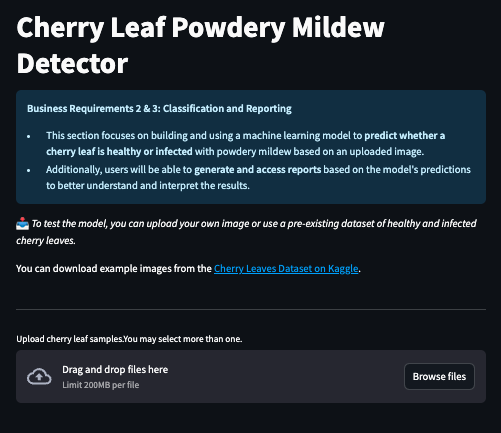 Cherry Leaf Powdery Mildew
Detector
Business Requirements 2 & 3: Classification and Reporting
• This section focuses on building and using a machine learning model to predict whether a
cherry leaf is healthy or infected with powdery mildew based on an uploaded image.
• Additionally, users will be able to generate and access reports based on the model's predictions
to better understand and interpret the results.
📤 To test the model, you can upload your own image or use a pre-existing dataset of healthy and infected
cherry leaves.
You can download example images from the Cherry Leaves Dataset on Kaggle.
Upload cherry leaf samples.You may select more than one.
Drag and drop files here
Limit 200MB per file
Browse files